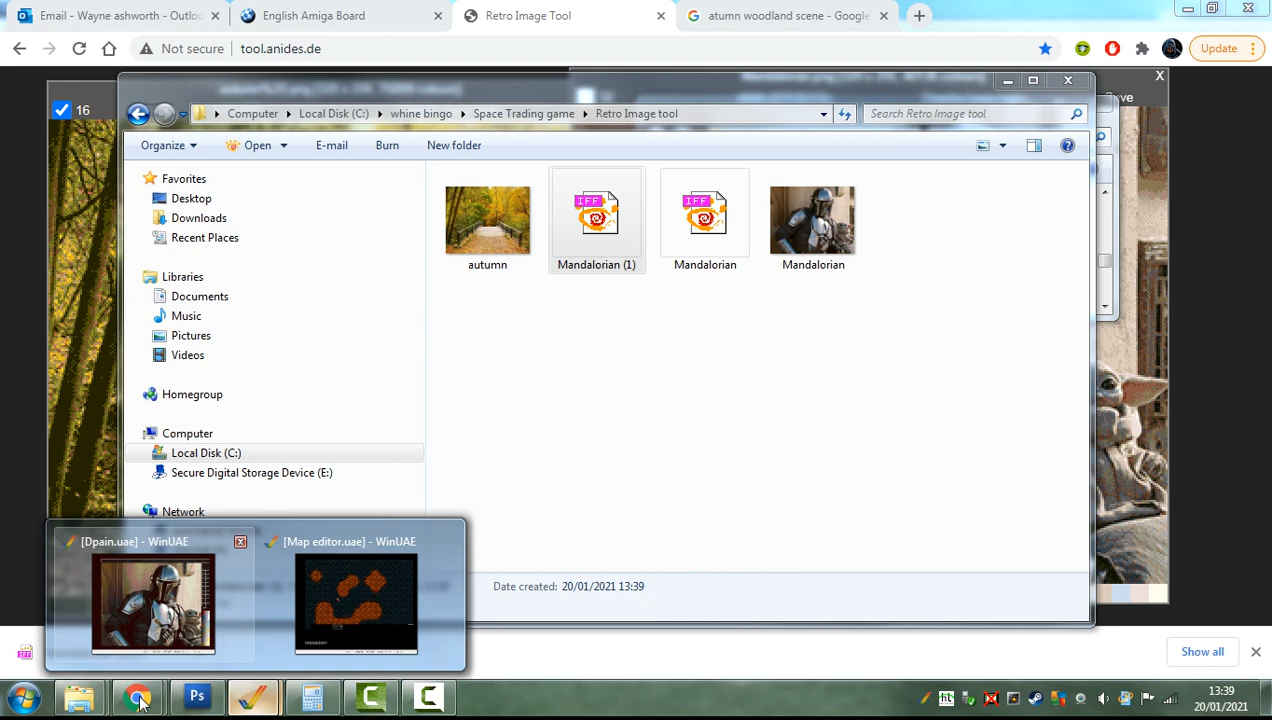 Email - Wayne ashworth - Outlo
English Amiga Board
Retro Image Tool
atumn woodland scene - Google
Not secure
tool.anides.de
Update
16
Save
X
Computer
Local Disk (C:)
whine bingo
Space Trading game
Retro Image tool
Search Retro Image tool
Organize
Open
E-mail
Burn
New folder
Favorites
Desktop
Downloads
Recent Places
Libraries
Documents
Music
Pictures
Videos
Homegroup
Computer
Local Disk (C:)
Secure Digital Storage Device (E:)
Network
IFF
IFF
autumn
Mandalorian (1)
Mandalorian
Mandalorian
Date created: 20/01/2021 13:39
[Dpain.uae] - WinUAE
[Map editor.uae] - WinUAE
Show all
Ps
13:39
20/01/2021